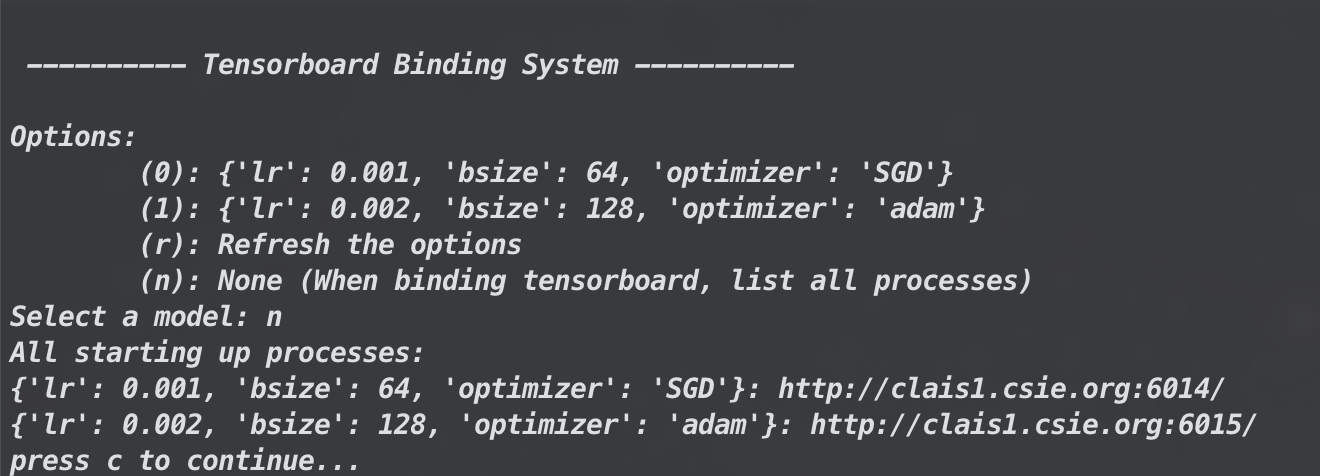 ---------- Tensorboard Binding System ----------
Options:
(0): {'lr': 0.001, 'bsize': 64, 'optimizer': 'SGD'}
(1): {'lr': 0.002, 'bsize': 128, 'optimizer': 'adam'}
(r): Refresh the options
(n): None (When binding tensorboard, list all processes)
Select a model: n
All starting up processes:
{'lr': 0.001, 'bsize': 64, 'optimizer': 'SGD'}: http://clais1.csie.org:6014/
{'lr': 0.002, 'bsize': 128, 'optimizer': 'adam'}: http://clais1.csie.org:6015/
press c to continue...